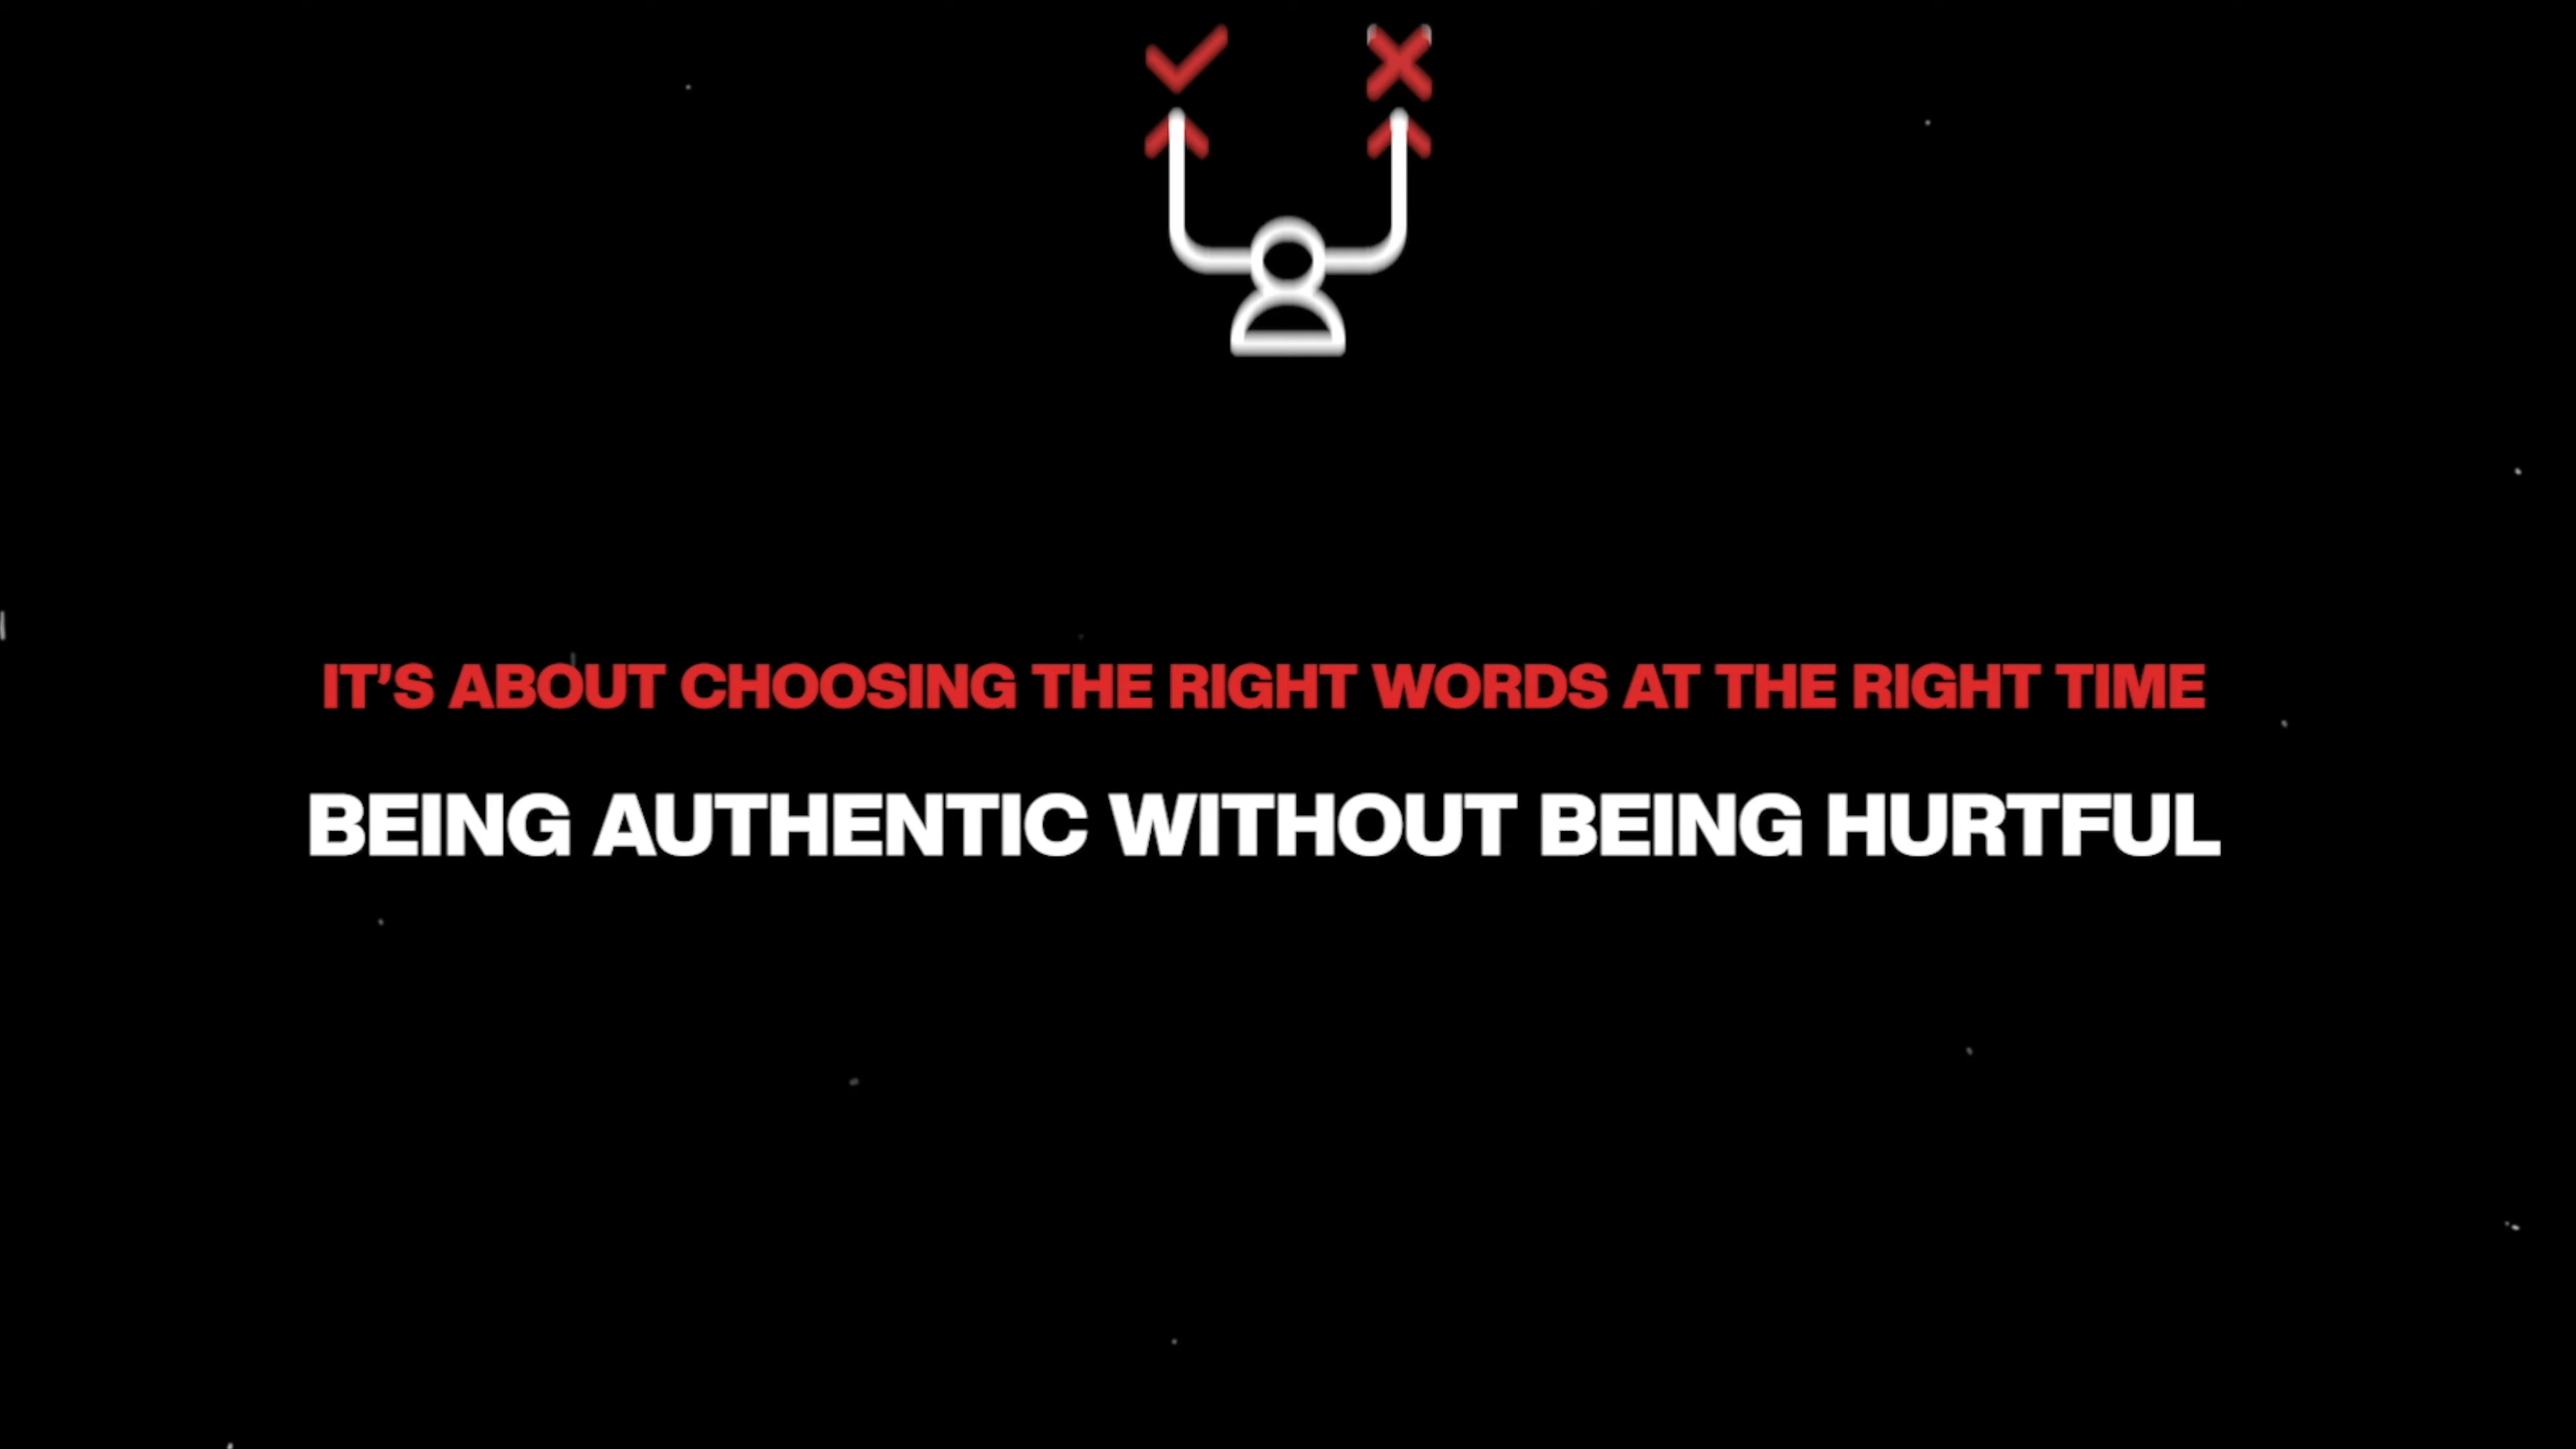 IT’S ABOUT CHOOSING THE RIGHT WORDS AT THE RIGHT TIME
BEING AUTHENTIC WITHOUT BEING HURTFUL